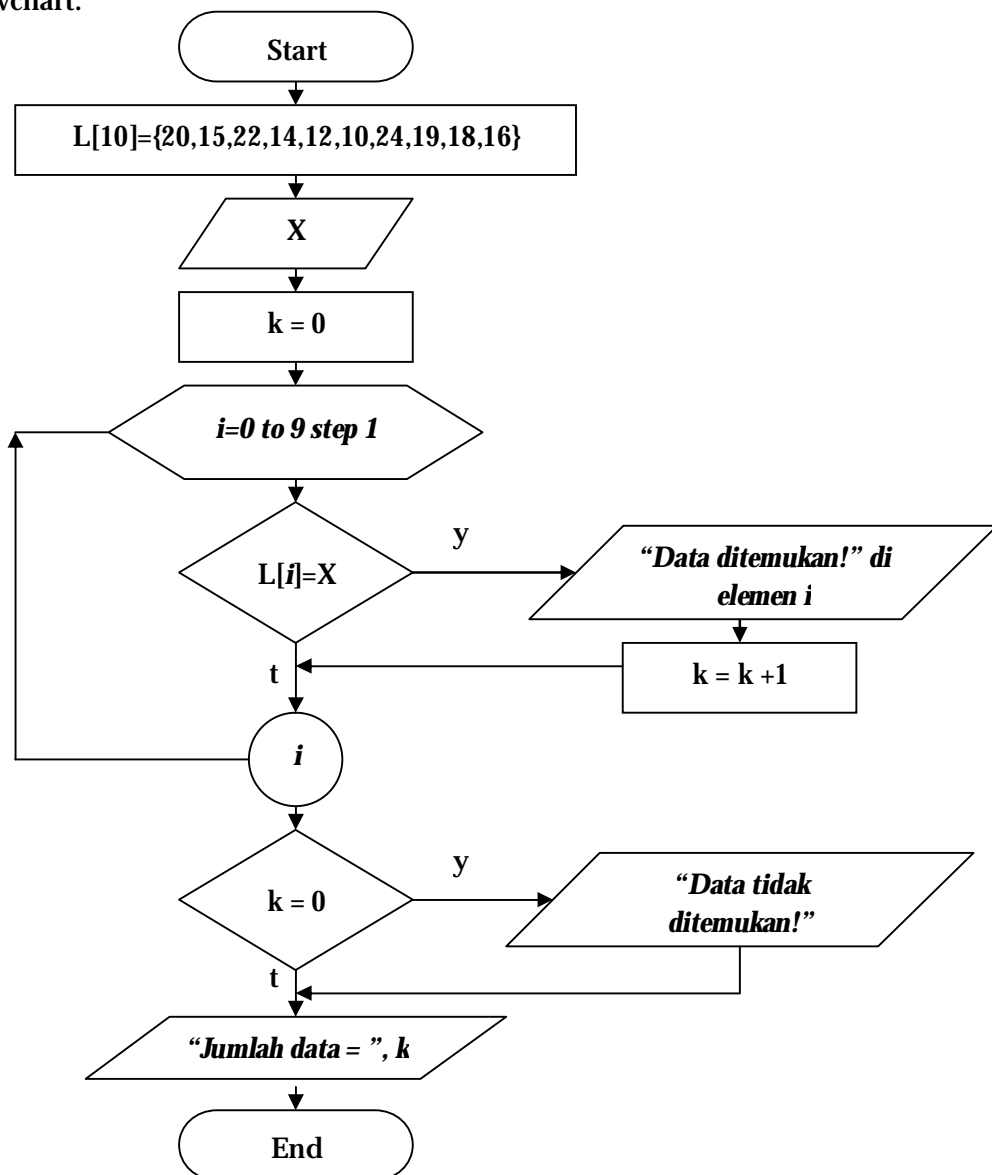 Start
L[10]={20,15,22,14,12,10,24,19,18,16}
X
k = 0
i=0 to 9 step 1
L[i]=X
y
“Data ditemukan!” di
elemen i
t
k = k +1
i
k = 0
y
“Data tidak
ditemukan!”
t
“Jumlah data = ”, k
End